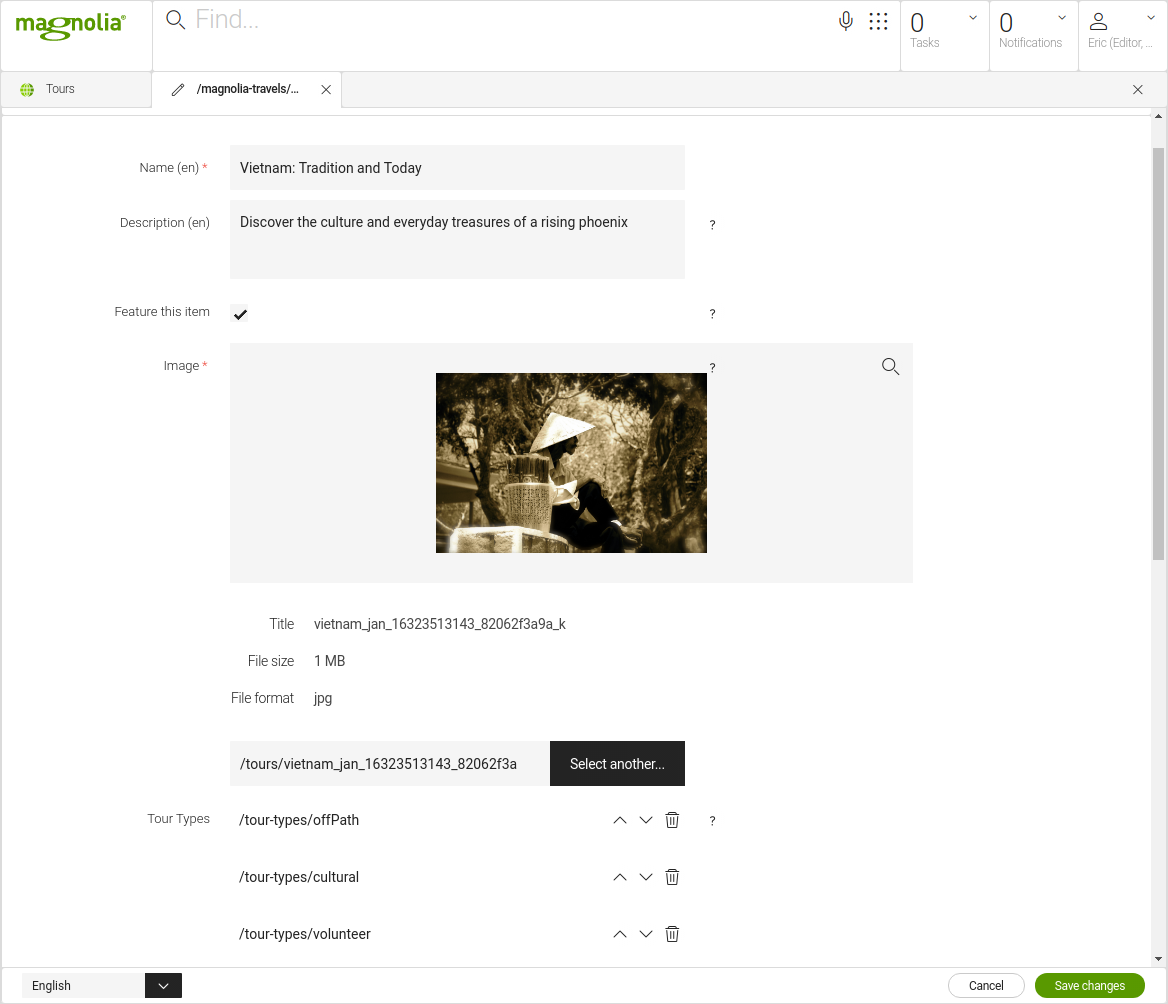 magnolia®
Find...
0
Tasks
0
Notifications
Eric (Editor, ...
Tours
/magnolia-travels/...
Name (en) *
Vietnam: Tradition and Today
Description (en)
Discover the culture and everyday treasures of a rising phoenix
?
Feature this item
?
Image *
?
Title
vietnam_jan_16323513143_82062f3a9a_k
File size
1 MB
File format
jpg
/tours/vietnam_jan_16323513143_82062f3a
Select another...
Tour Types
/tour-types/offPath
?
/tour-types/cultural
/tour-types/volunteer
English
Cancel
Save changes